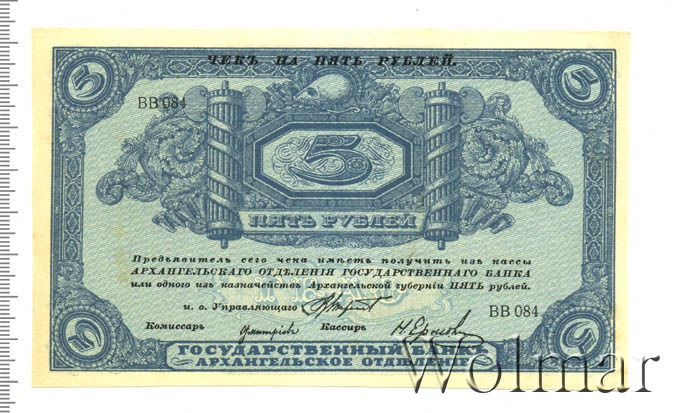 ЧЕКЪ НА ПЯТЬ РУБЛЕЙ.
5 5
ВВ 084
5
ПЯТЬ РУБЛЕЙ
Предъявитель сего чека имѣетъ получить изъ кассы
АРХАНГЕЛЬСКАГО ОТДѢЛЕНІЯ ГОСУДАРСТВЕННАГО БАНКА
или одного изъ казначействъ Архангельской губерніи ПЯТЬ рублей.
и. о. Управляющаго
ВВ 084
Комиссаръ Кассиръ
5 5
ГОСУДАРСТВЕННЫЙ БАНКЪ
АРХАНГЕЛЬСКОЕ ОТДѢЛЕНІЕ
Wolmar